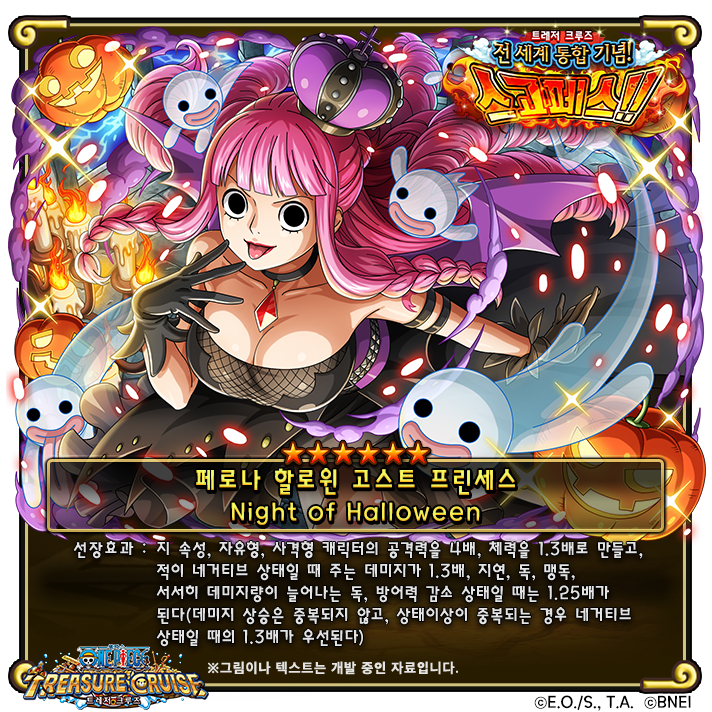 트레저 크루즈
전 세계 통합 기념!
스고페스!!
페로나 할로윈 고스트 프린세스
Night of Halloween
선장효과 : 지 속성, 자유형, 사격형 캐릭터의 공격력을 4배, 체력을 1.3배로 만들고,
적이 네거티브 상태일 때 주는 데미지가 1.3배, 지연, 독, 맹독,
서서히 데미지량이 늘어나는 독, 방어력 감소 상태일 때는 1.25배가
된다(데미지 상승은 중복되지 않고, 상태이상이 중복되는 경우 네거티브
상태일 때의 1.3배가 우선된다)
※그림이나 텍스트는 개발 중인 자료입니다.
ONE PIECE
TREASURE CRUISE
트레저 크루즈
©E.O./S., T.A. ©BNEI